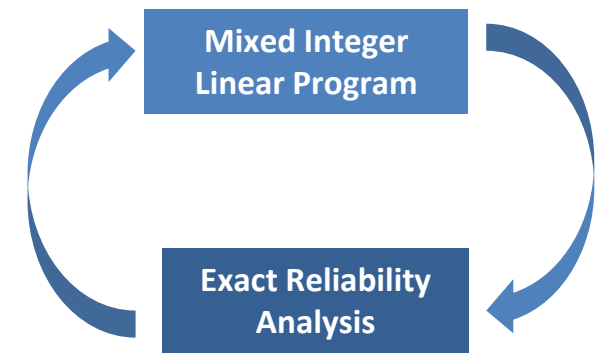 Mixed Integer
Linear Program
Exact Reliability
Analysis